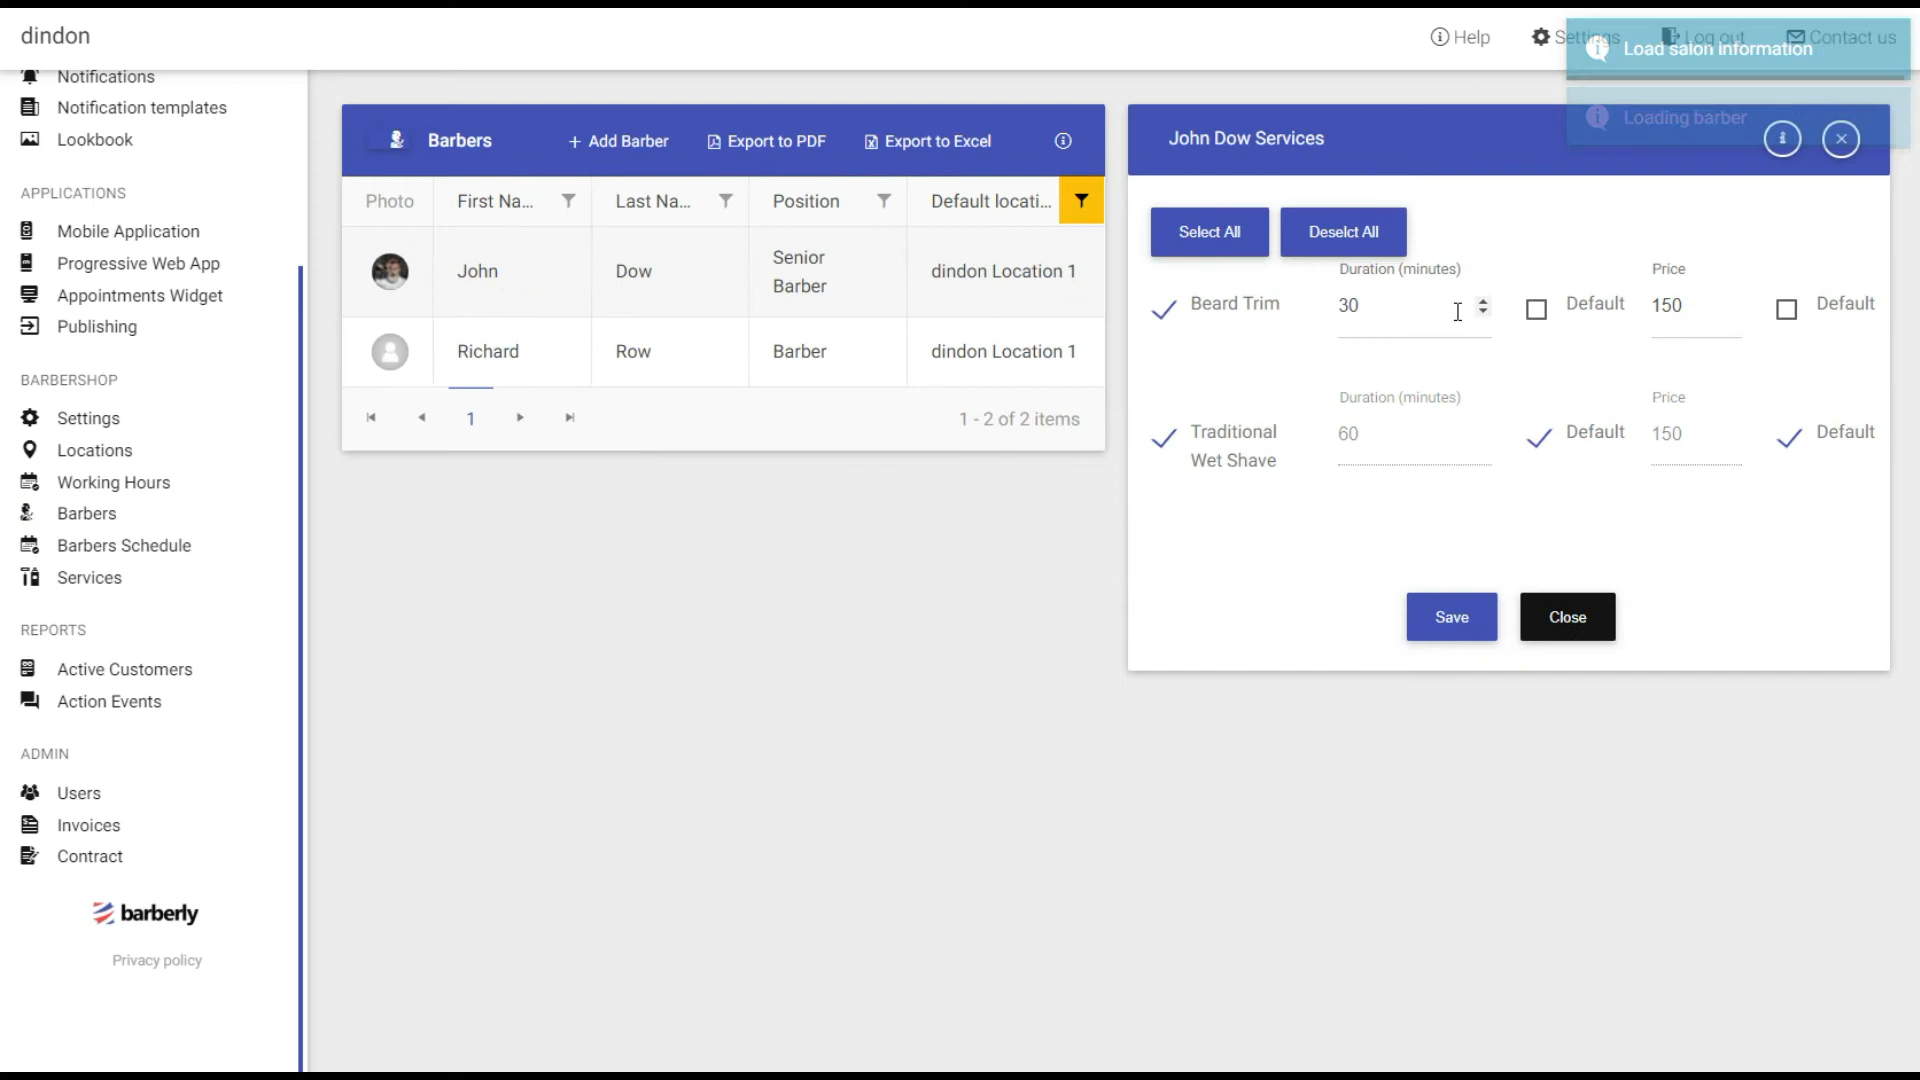 dindon
Help
Settings
Log out
Contact us
Load salon information
Loading barber
Notifications
Notification templates
Lookbook
APPLICATIONS
Mobile Application
Progressive Web App
Appointments Widget
Publishing
BARBERSHOP
Settings
Locations
Working Hours
Barbers
Barbers Schedule
Services
REPORTS
Active Customers
Action Events
ADMIN
Users
Invoices
Contract
barberly
Privacy policy
Barbers
+ Add Barber
Export to PDF
Export to Excel
Photo
First Na...
Last Na...
Position
Default locati...
John
Dow
Senior
Barber
dindon Location 1
Richard
Row
Barber
dindon Location 1
1
1 - 2 of 2 items
John Dow Services
Select All
Deselct All
Duration (minutes)
Price
Beard Trim
30
Default
150
Default
Duration (minutes)
Price
Traditional
Wet Shave
60
Default
150
Default
Save
Close